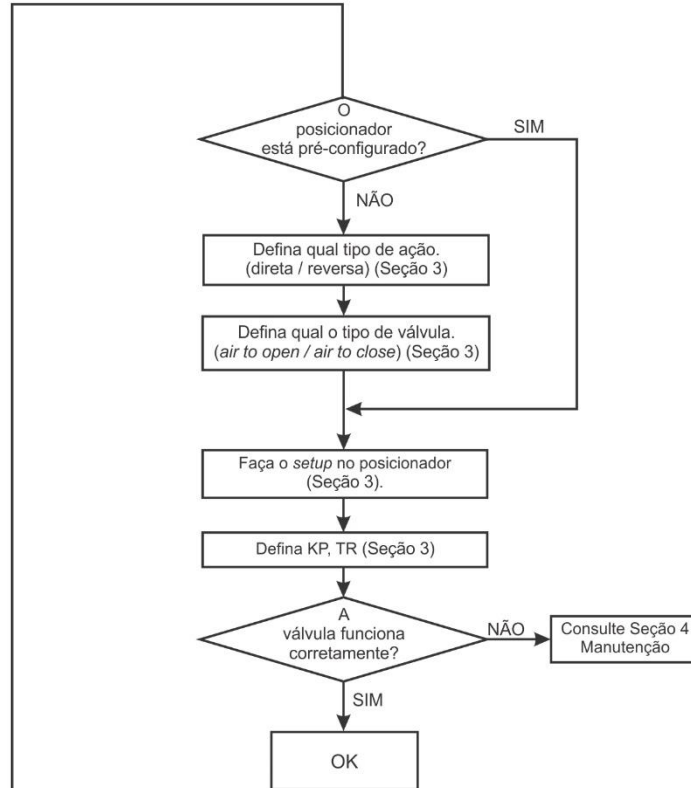 O
posicionador
está pré-configurado?
SIM
NÃO
Defina qual tipo de ação.
(direta / reversa) (Seção 3)
Defina qual o tipo de válvula.
(air to open / air to close) (Seção 3)
Faça o setup no posicionador
(Seção 3).
Defina KP, TR (Seção 3)
A
válvula funciona
corretamente?
NÃO
Consulte Seção 4
Manutenção
SIM
OK